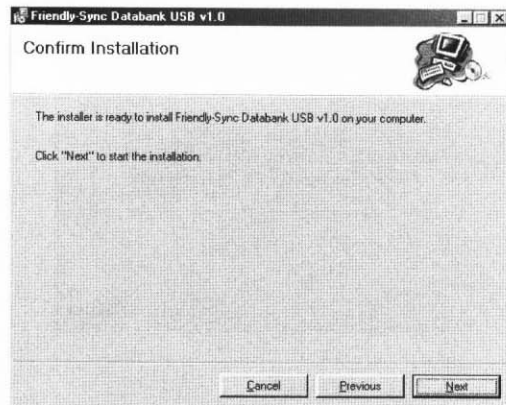 Friendly-Sync Databank USB v1.0
Confirm Installation
The installer is ready to install Friendly-Sync Databank USB v1.0 on your computer.
Click "Next" to start the installation.
Cancel
Previous
Next